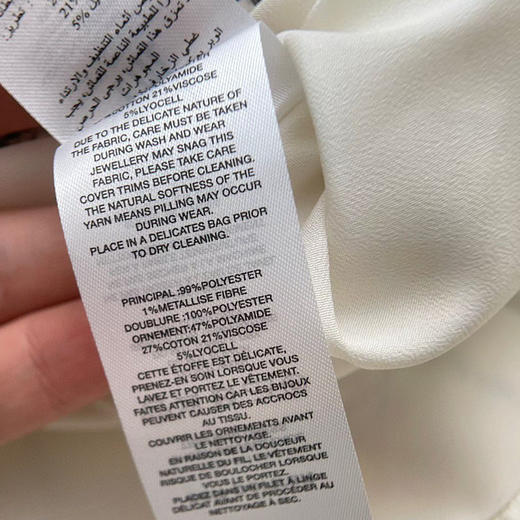 5%
POLYAMIDE
COTTON 21%VISCOSE
5%LYOCELL
DUE TO THE DELICATE NATURE OF
THE FABRIC, CARE MUST BE TAKEN
DURING WASH AND WEAR
JEWELLERY MAY SNAG THIS
FABRIC, PLEASE TAKE CARE
COVER TRIMS BEFORE CLEANING.
THE NATURAL SOFTNESS OF THE
YARN MEANS PILLING MAY OCCUR
DURING WEAR.
PLACE IN A DELICATES BAG PRIOR
TO DRY CLEANING.
PRINCIPAL :99%POLYESTER
1%METALLISE FIBRE
DOUBLURE :100%POLYESTER
ORNEMENT:47%POLYAMIDE
27%COTON 21%VISCOSE
5%LYOCELL
CETTE ÉTOFFE EST DÉLICATE,
PRENEZ-EN SOIN LORSQUE VOUS
LAVEZ ET PORTEZ LE VÊTEMENT.
FAITES ATTENTION CAR LES BIJOUX
PEUVENT CAUSER DES ACCROCS
AU TISSU.
COUVRIR LES ORNEMENTS AVANT
LE NETTOYAGE.
EN RAISON DE LA DOUCEUR
NATURELLE DU FIL, LE VÊTEMENT
RISQUE DE BOULOCHER LORSQUE
VOUS LE PORTEZ.
PLACEZ DANS UN FILET À LINGE
DÉLICAT AVANT DE PROCÉDER AU
NETTOYAGE À SEC.